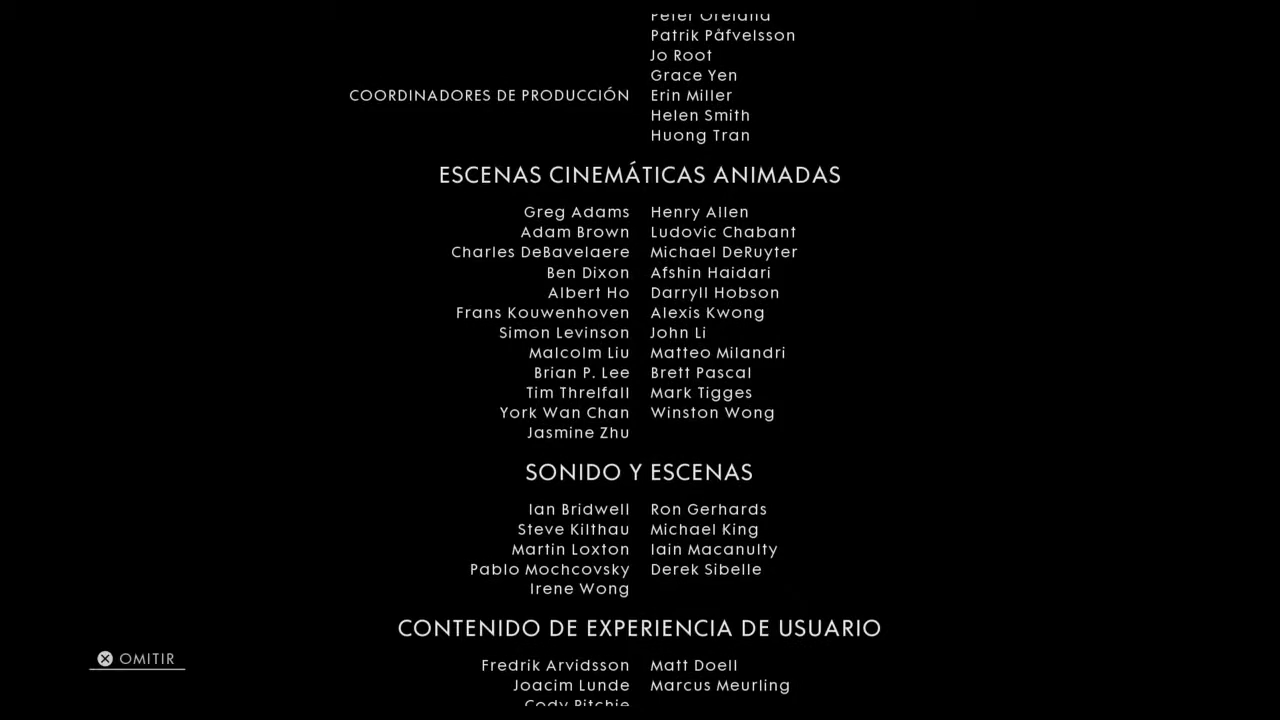 Patrik Påfvelsson
Jo Root
Grace Yen
COORDINADORES DE PRODUCCIÓN Erin Miller
Helen Smith
Huong Tran
ESCENAS CINEMÁTICAS ANIMADAS
Greg Adams Henry Allen
Adam Brown Ludovic Chabant
Charles DeBavelaere Michael DeRuyter
Ben Dixon Afshin Haidari
Albert Ho Darryll Hobson
Frans Kouwenhoven Alexis Kwong
Simon Levinson John Li
Malcolm Liu Matteo Milandri
Brian P. Lee Brett Pascal
Tim Threlfall Mark Tigges
York Wan Chan Winston Wong
Jasmine Zhu
SONIDO Y ESCENAS
Ian Bridwell Ron Gerhards
Steve Kilthau Michael King
Martin Loxton Iain Macanulty
Pablo Mochcovsky Derek Sibelle
Irene Wong
CONTENIDO DE EXPERIENCIA DE USUARIO
Fredrik Arvidsson Matt Doell
Joacim Lunde Marcus Meurling
Cody Ritchie
OMITIR